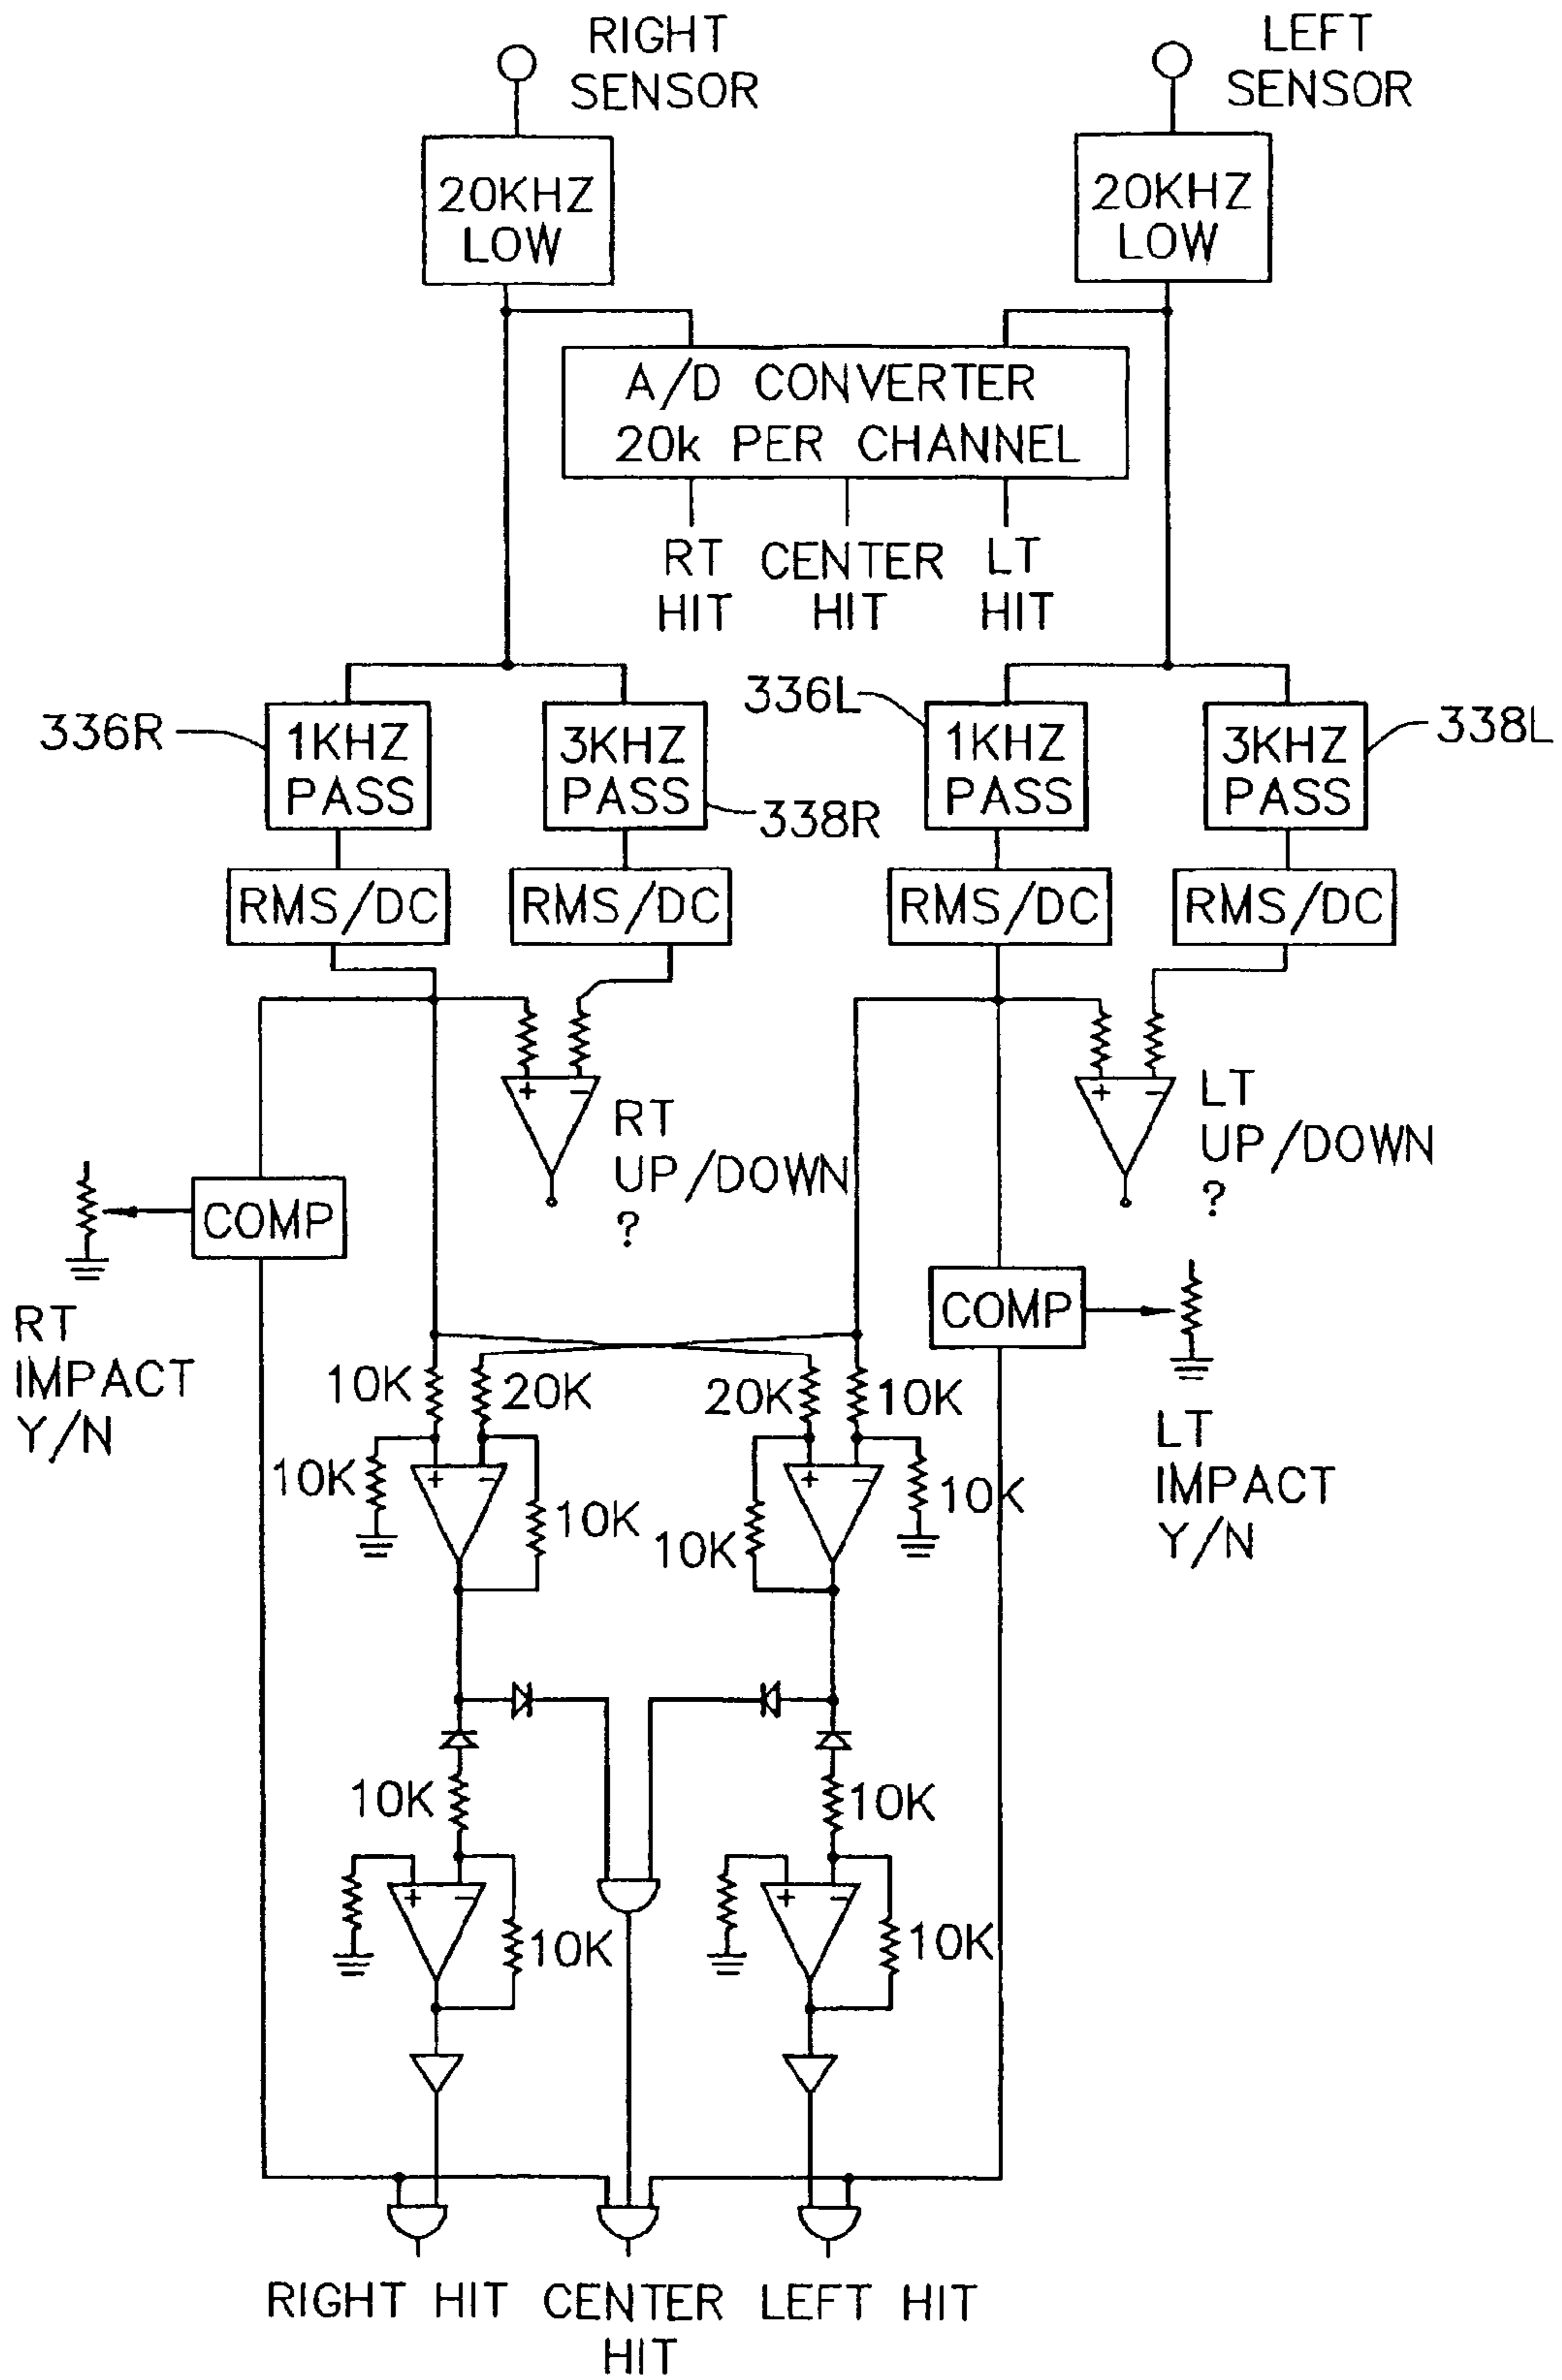 RIGHT
SENSOR
LEFT
SENSOR
20KHZ
LOW
20KHZ
LOW
A/D CONVERTER
20k PER CHANNEL
RT
HIT
CENTER
HIT
LT
HIT
336R
1KHZ
PASS
3KHZ
PASS
338R
336L
1KHZ
PASS
3KHZ
PASS
338L
RMS/DC
RMS/DC
RMS/DC
RMS/DC
+ −
RT
UP/DOWN
?
+ −
LT
UP/DOWN
?
COMP
RT
IMPACT
Y/N
COMP
LT
IMPACT
Y/N
10K
20K
20K
10K
10K
+ −
10K
10K
+ −
10K
10K
10K
+ −
10K
+ −
10K
RIGHT HIT
CENTER
HIT
LEFT HIT